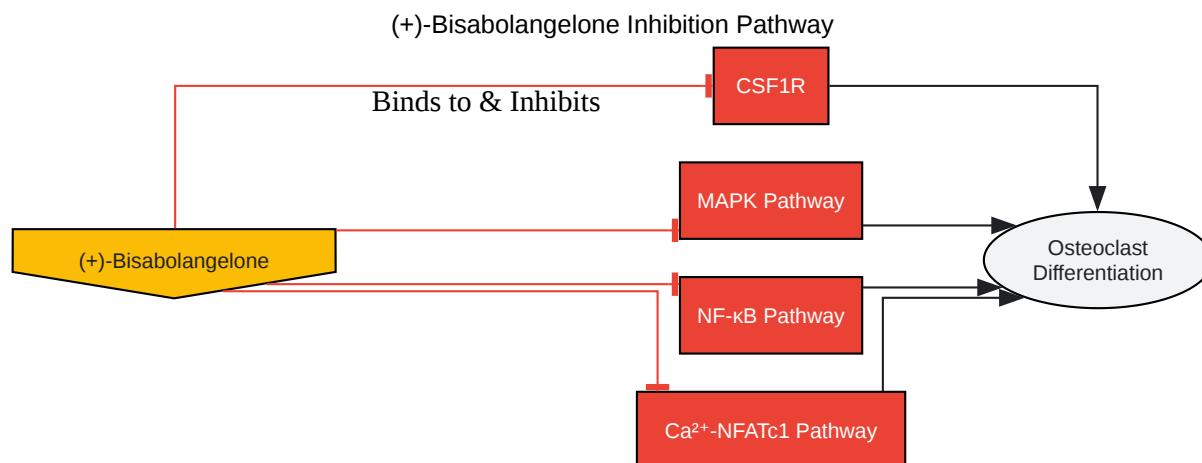 (+)-Bisabolangelone Inhibition Pathway
CSF1R
Binds to & Inhibits
MAPK Pathway
(+)-Bisabolangelone
Osteoclast
Differentiation
NF-κB Pathway
Ca²⁺-NFATc1 Pathway